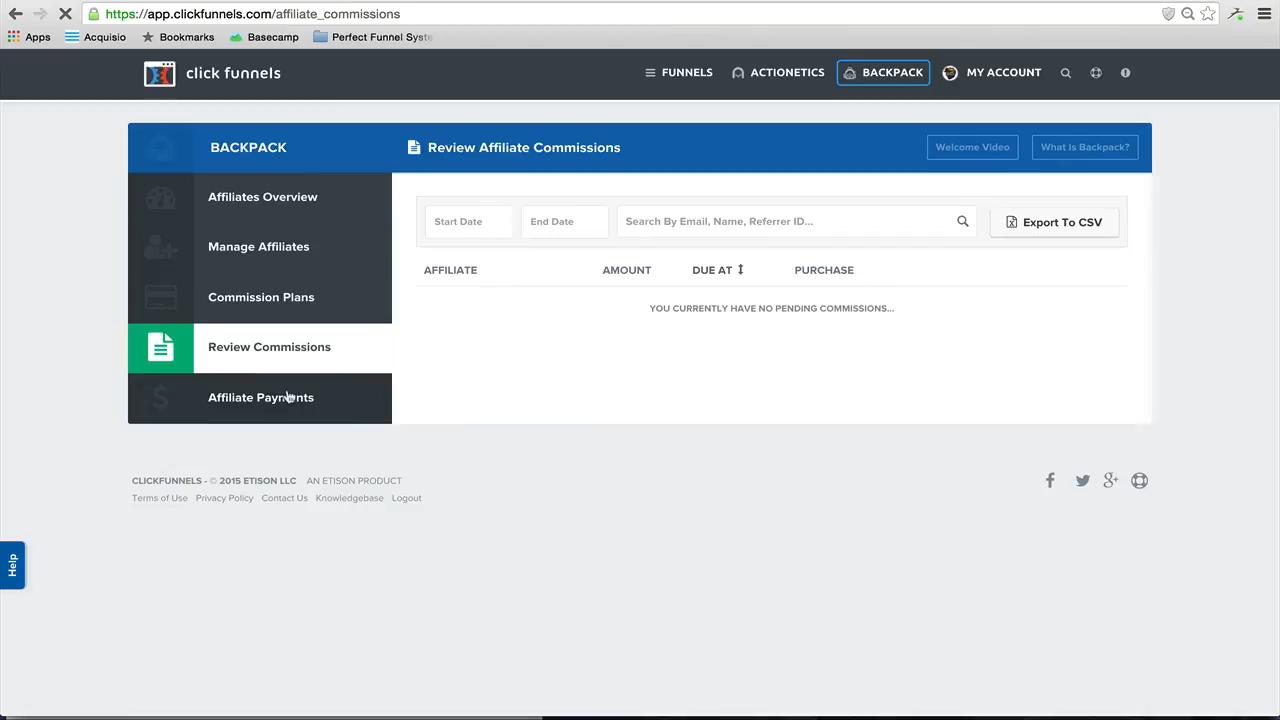 https://app.clickfunnels.com/affiliate_commissions
Apps Acquisio Bookmarks Basecamp Perfect Funnel Syste
click funnels FUNNELS ACTIONETICS BACKPACK MY ACCOUNT
BACKPACK Review Affiliate Commissions Welcome Video What Is Backpack?
Affiliates Overview
Start Date End Date Search By Email, Name, Referrer ID... Export To CSV
Manage Affiliates
AFFILIATE AMOUNT DUE AT PURCHASE
Commission Plans
YOU CURRENTLY HAVE NO PENDING COMMISSIONS...
Review Commissions
Affiliate Payments
CLICKFUNNELS - © 2015 ETISON LLC AN ETISON PRODUCT
Terms of Use Privacy Policy Contact Us Knowledgebase Logout
Help